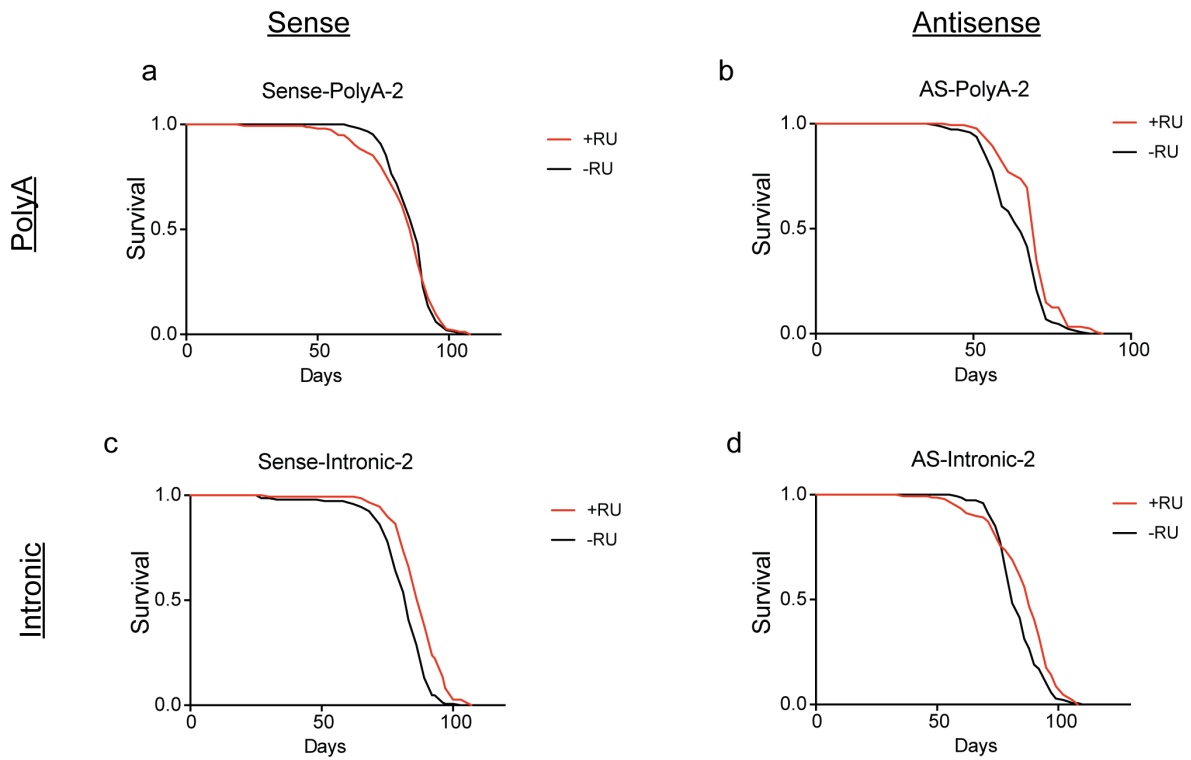 Sense
Antisense
PolyA
a
Sense-PolyA-2
1.0
0.5
0.0
Survival
0
50
100
Days
+RU
-RU
b
AS-PolyA-2
1.0
0.5
0.0
Survival
0
50
100
Days
+RU
-RU
Intronic
c
Sense-Intronic-2
1.0
0.5
0.0
Survival
0
50
100
Days
+RU
-RU
d
AS-Intronic-2
1.0
0.5
0.0
Survival
0
50
100
Days
+RU
-RU